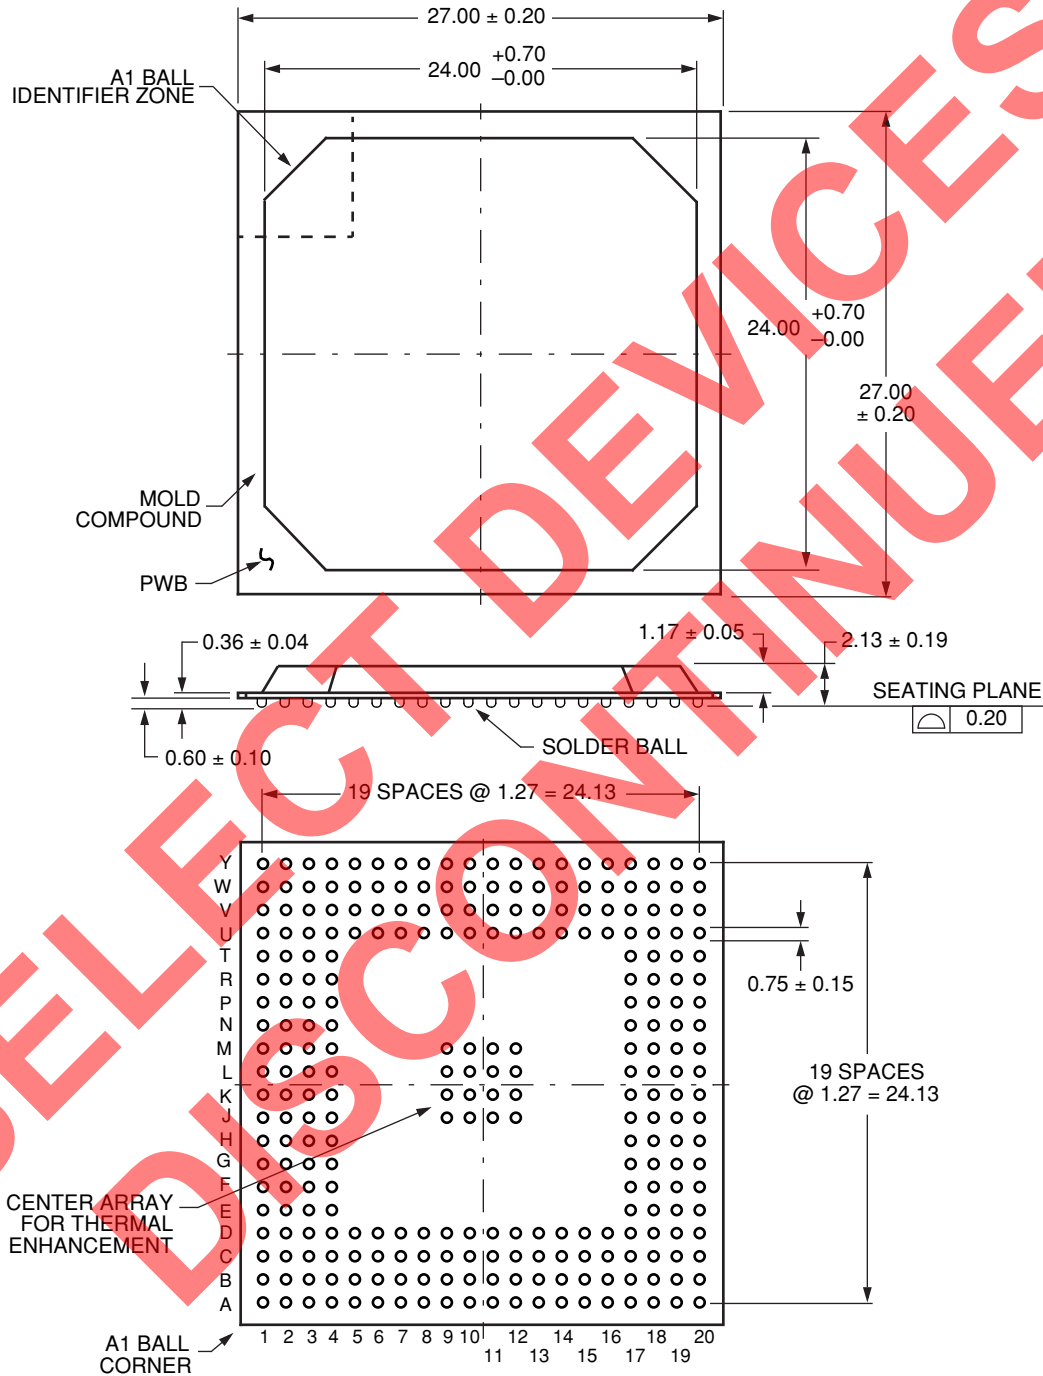 27.00 ± 0.20
+0.70
24.00
–0.00
A1 BALL
IDENTIFIER ZONE
+0.70
24.00
–0.00
27.00
± 0.20
MOLD
COMPOUND
PWB
0.36 ± 0.04
1.17 ± 0.05
2.13 ± 0.19
SEATING PLANE
0.20
SOLDER BALL
0.60 ± 0.10
19 SPACES @ 1.27 = 24.13
Y
W
V
U
T
R
P
N
M
L
K
J
H
G
F
E
D
C
B
A
0.75 ± 0.15
19 SPACES
@ 1.27 = 24.13
CENTER ARRAY
FOR THERMAL
ENHANCEMENT
1 2 3 4 5 6 7 8 9 10 12 14 16 18 20
11 13 15 17 19
A1 BALL
CORNER
SELECT DEVICES
DISCONTINUED